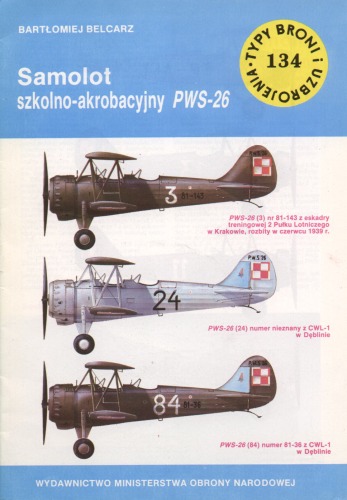 BARTŁOMIEJ BELCARZ
TYPY BRONI i UZBROJENIA
134
Samolot
szkolno-akrobacyjny PWS-26
3
81-143
PWS-26 (3) nr 81-143 z eskadry
treningowej 2 Pułku Lotniczego
w Krakowie, rozbity w czerwcu 1939 r.
P.W.S. 26
24
PWS-26 (24) numer nieznany z CWL-1
w Dęblinie
84
81-36
PWS-26 (84) numer 81-36 z CWL-1
w Dęblinie
WYDAWNICTWO MINISTERSTWA OBRONY NARODOWEJ